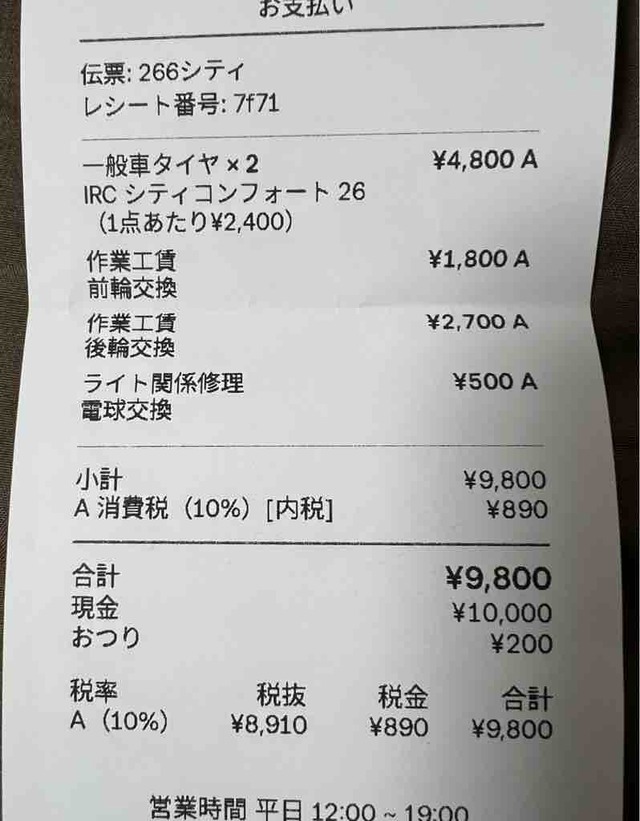 お支払い
伝票: 266シティ
レシート番号: 7f71
一般車タイヤ × 2 ¥4,800 A
IRC シティコンフォート 26
（1点あたり¥2,400）
作業工賃 ¥1,800 A
前輪交換
作業工賃 ¥2,700 A
後輪交換
ライト関係修理 ¥500 A
電球交換
小計 ¥9,800
A 消費税（10%）[内税] ¥890
合計 ¥9,800
現金 ¥10,000
おつり ¥200
税率 税抜 税金 合計
A（10%） ¥8,910 ¥890 ¥9,800
営業時間 平日 12:00 ~ 19:00